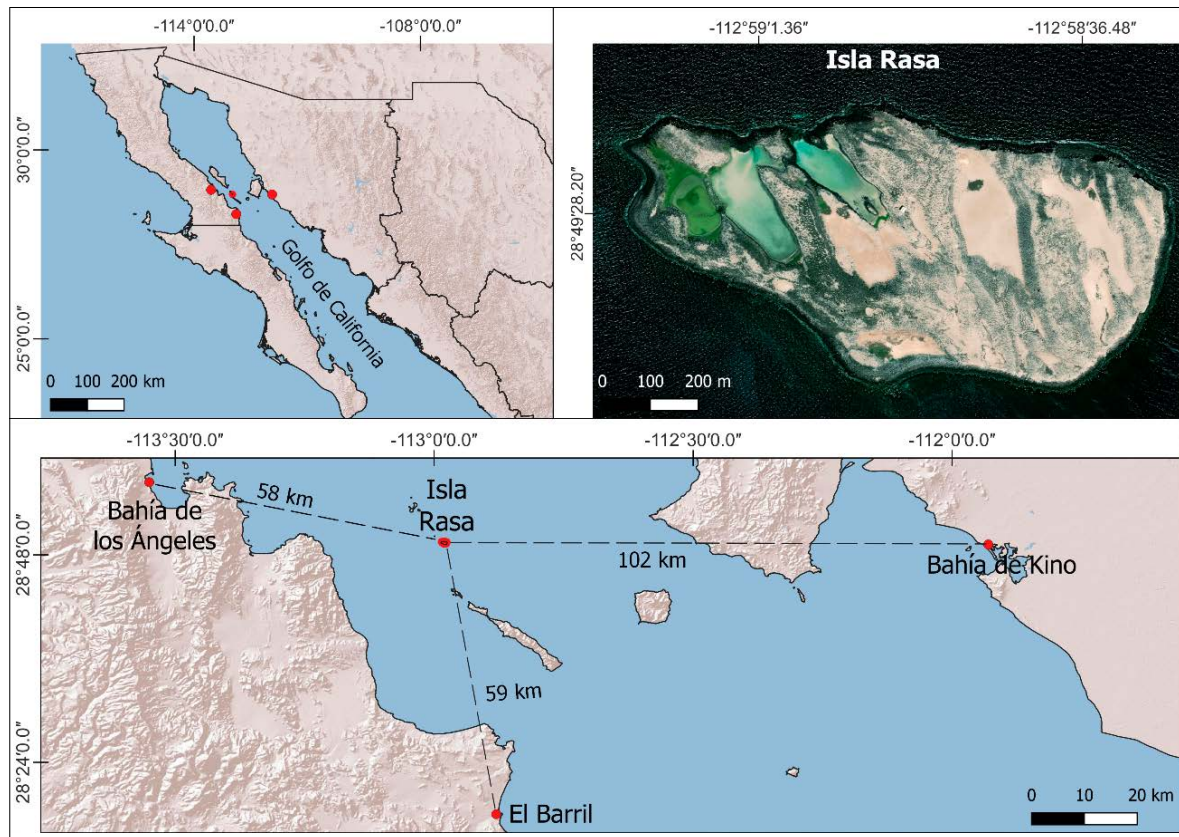 -114°0'0.0" -108°0'0.0"
30°0'0.0"
25°0'0.0"
Golfo de California
0 100 200 km
-112°59'1.36" -112°58'36.48"
Isla Rasa
28°49'28.20"
0 100 200 m
-113°30'0.0" -113°0'0.0" -112°30'0.0" -112°0'0.0"
58 km
Isla
Rasa
Bahía de
los Ángeles
28°48'0.0"
102 km
Bahía de Kino
59 km
28°24'0.0"
El Barril
0 10 20 km